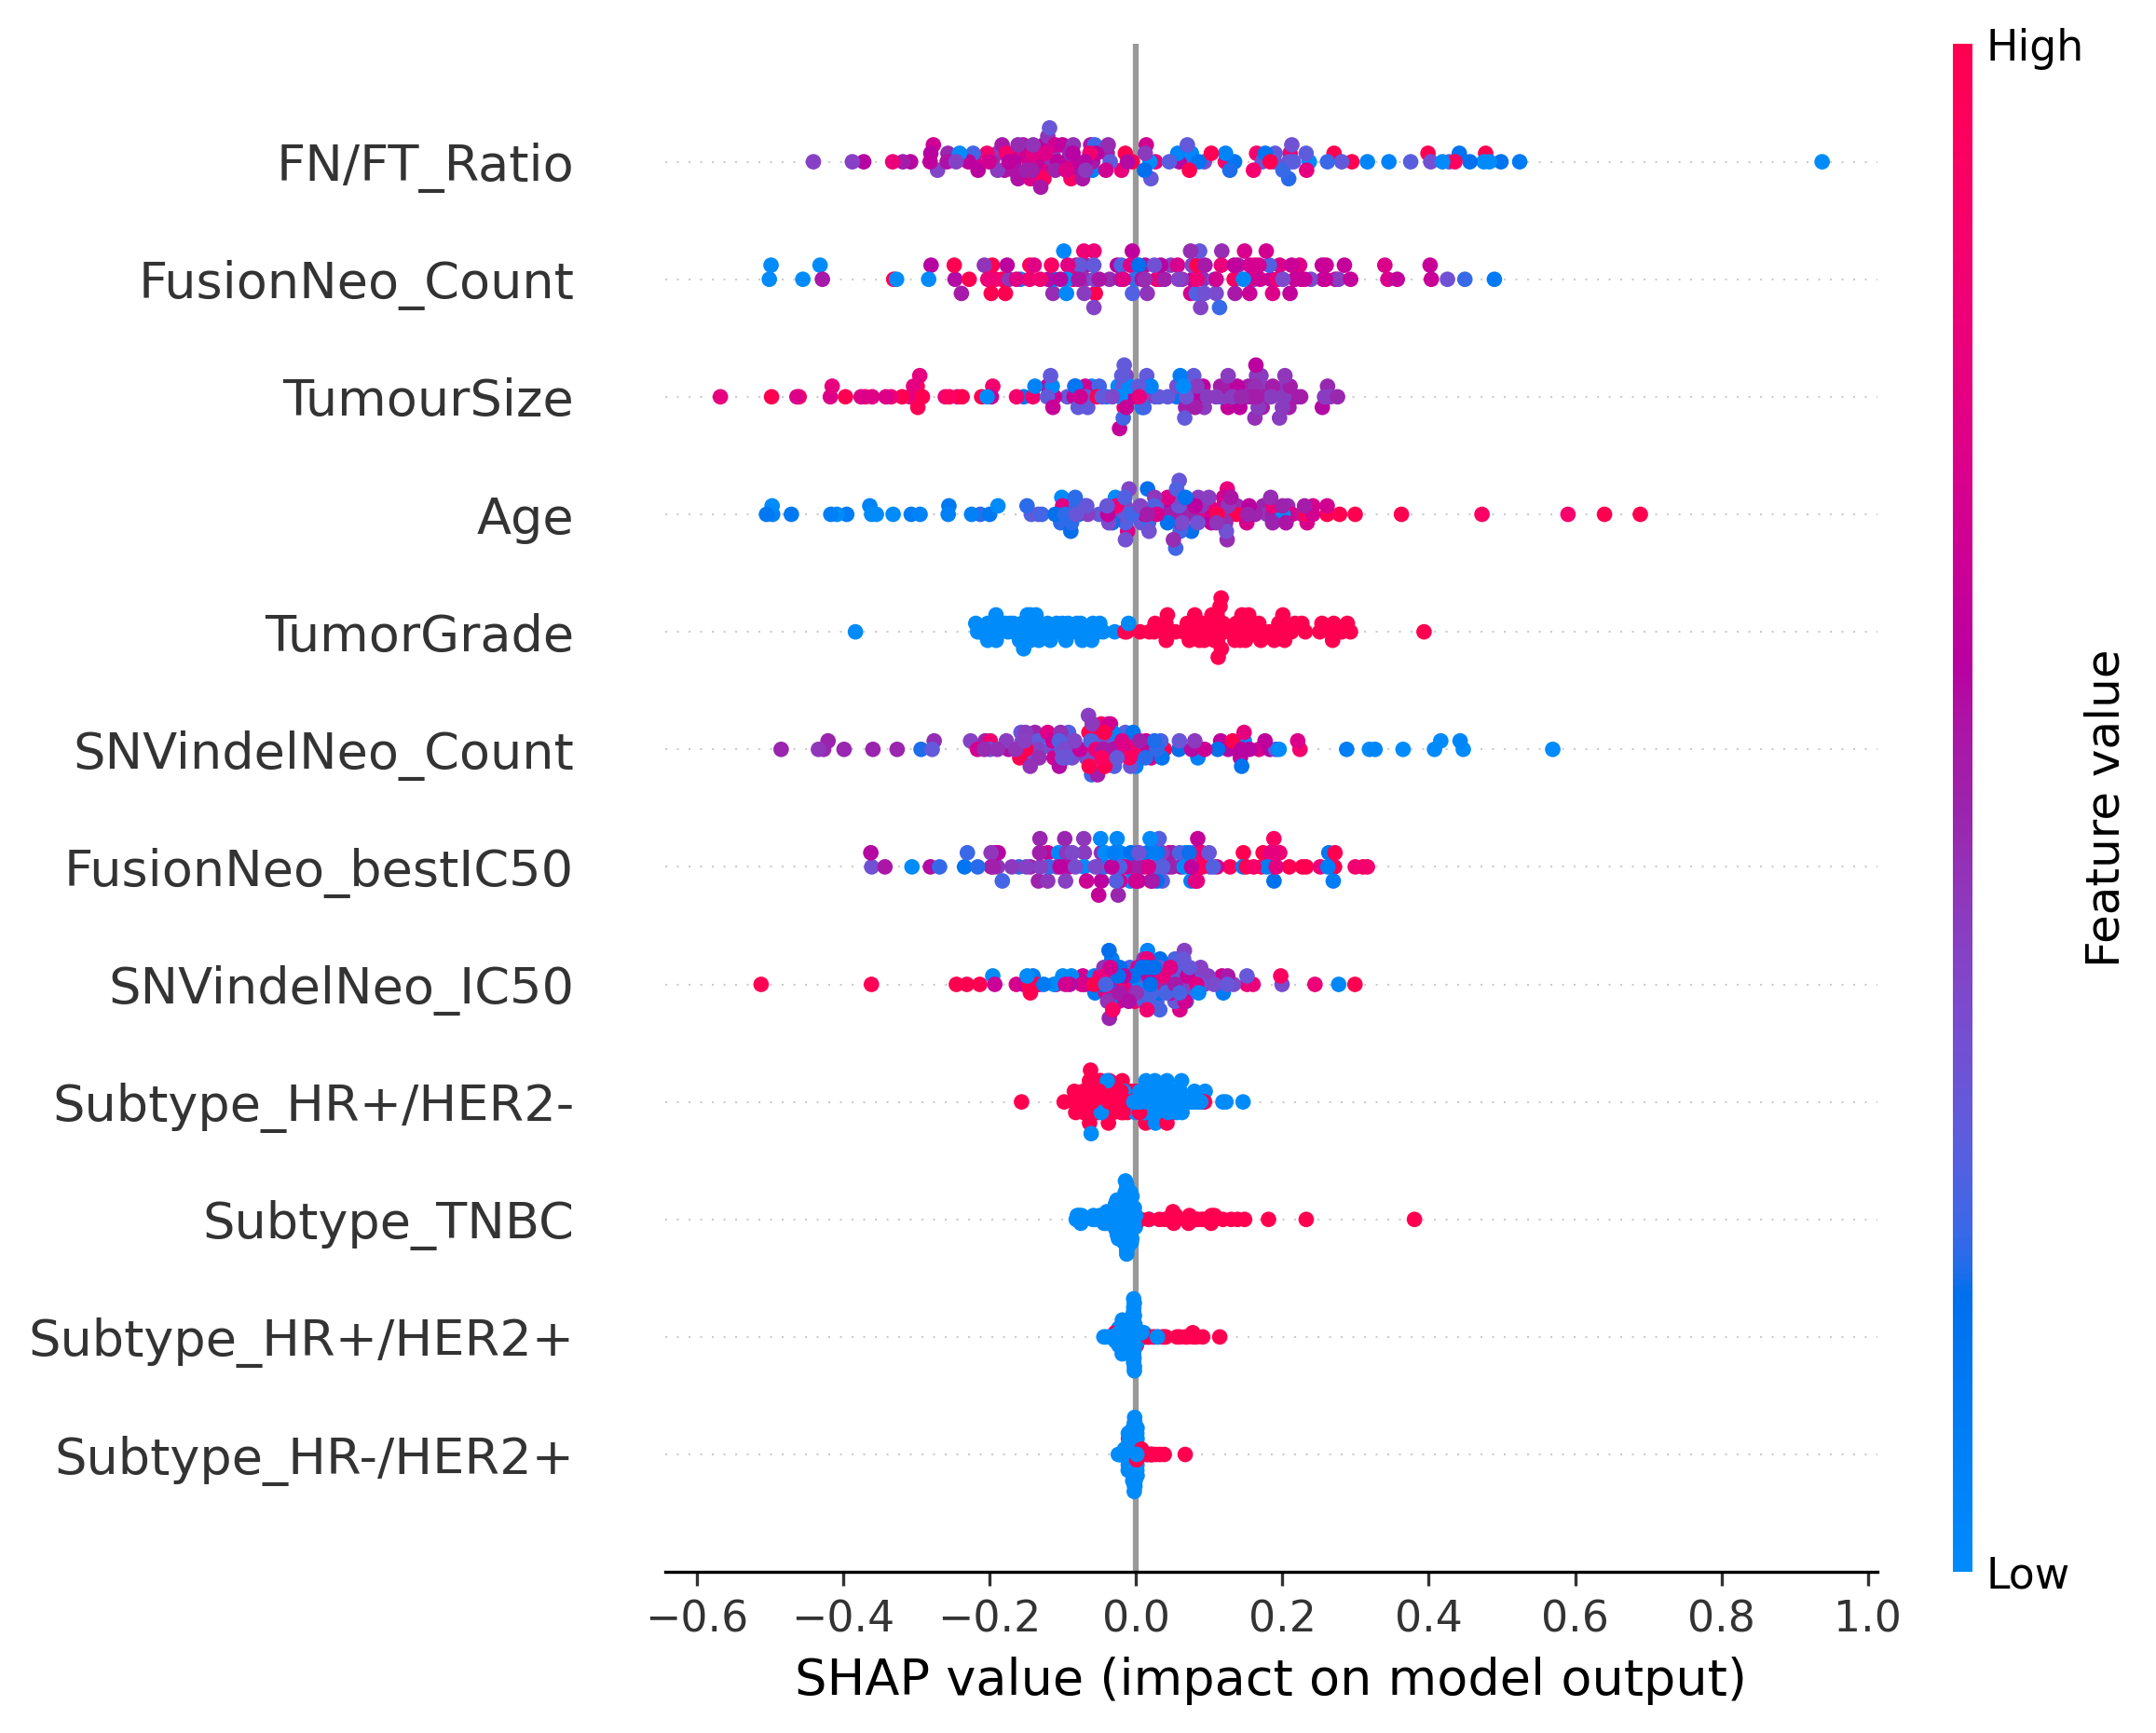 High
FN/FT_Ratio
FusionNeo_Count
TumourSize
Age
TumorGrade
SNVindelNeo_Count
FusionNeo_bestIC50
SNVindelNeo_IC50
Subtype_HR+/HER2-
Subtype_TNBC
Subtype_HR+/HER2+
Subtype_HR-/HER2+
Feature value
Low
−0.6 −0.4 −0.2 0.0 0.2 0.4 0.6 0.8 1.0
SHAP value (impact on model output)